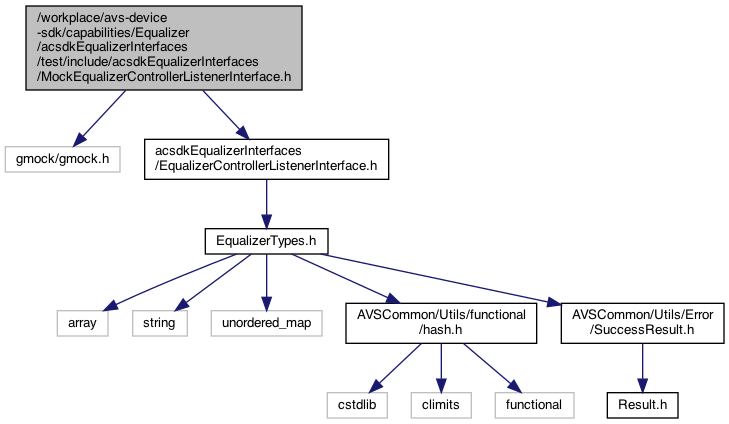 /workplace/avs-device
-sdk/capabilities/Equalizer
/acsdkEqualizerInterfaces
/test/include/acsdkEqualizerInterfaces
/MockEqualizerControllerListenerInterface.h
gmock/gmock.h
acsdkEqualizerInterfaces
/EqualizerControllerListenerInterface.h
EqualizerTypes.h
array
string
unordered_map
AVSCommon/Utils/functional
/hash.h
AVSCommon/Utils/Error
/SuccessResult.h
cstdlib
climits
functional
Result.h